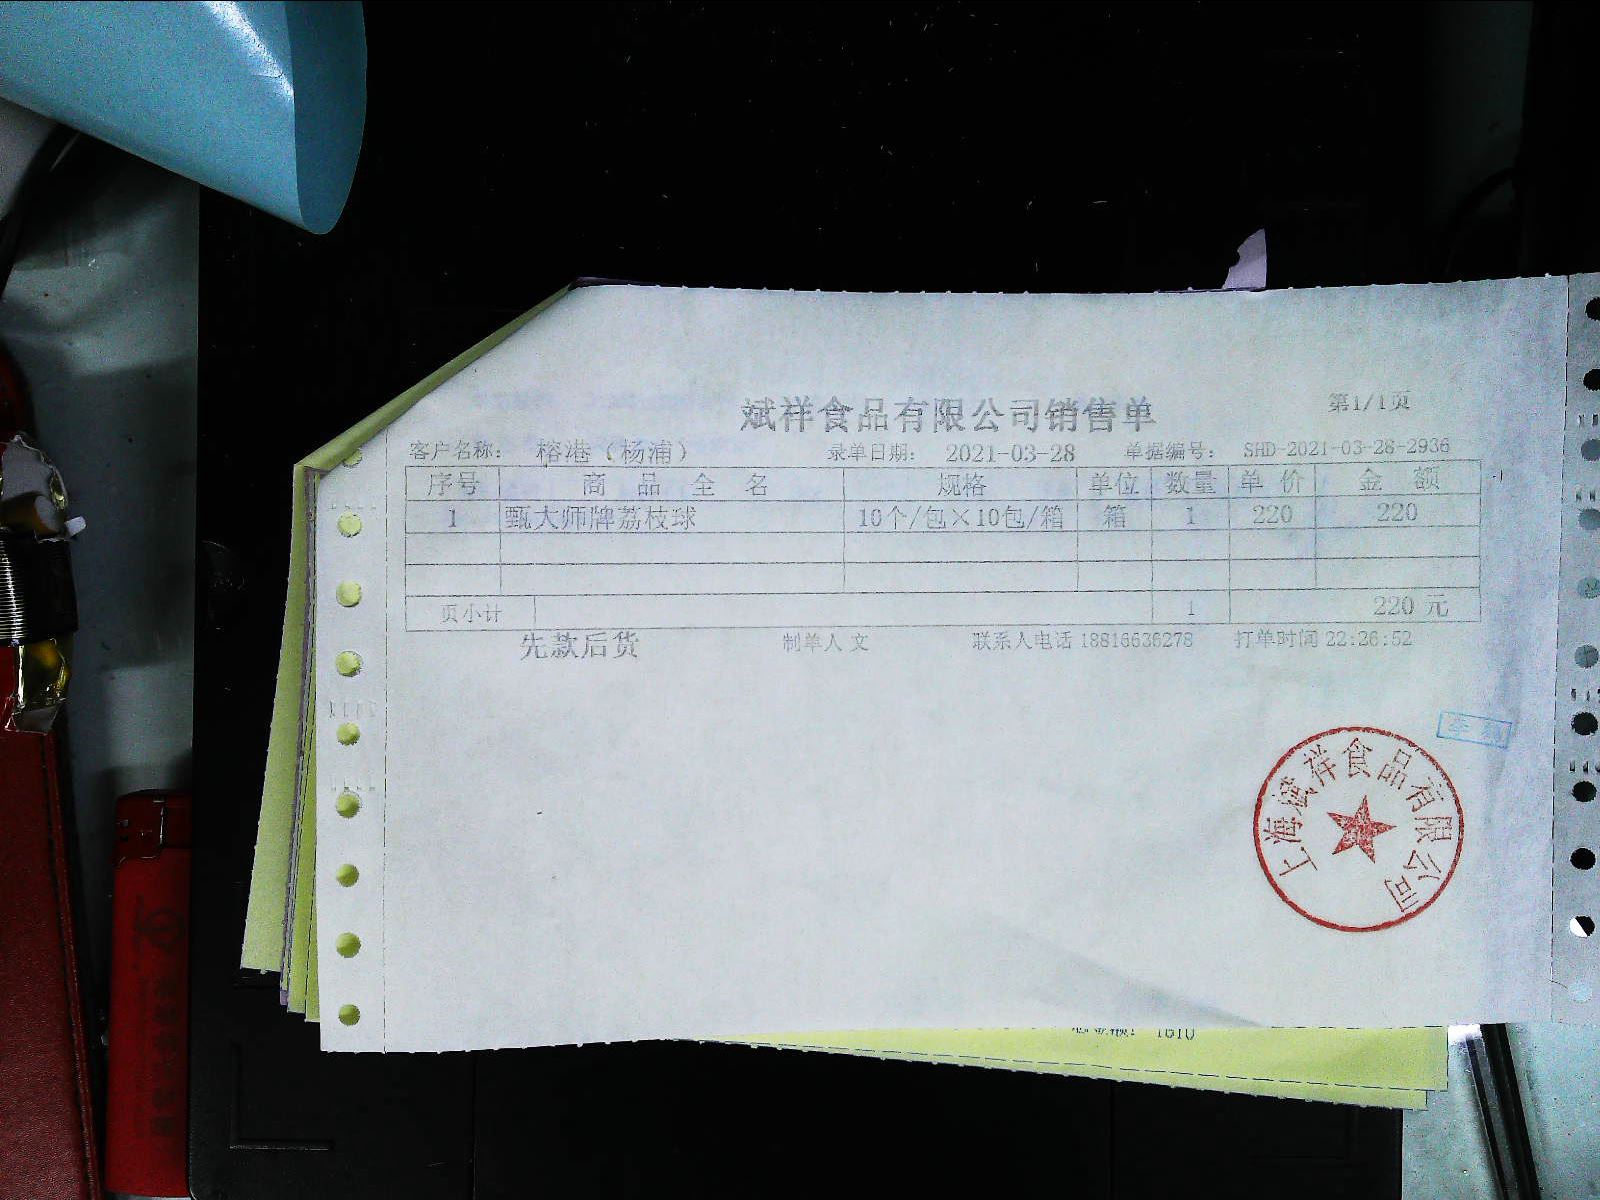 斌祥食品有限公司销售单
第1/1页
客户名称： 榕港（杨浦） 录单日期： 2021-03-28 单据编号： SHD-2021-03-28-2936
序号 商品全名 规格 单位 数量 单价 金额
1 甄大师牌荔枝球 10个/包×10包/箱 箱 1 220 220
页小计 1 220 元
先款后货 制单人 文 联系人电话 18816636278 打单时间 22:26:52
上海斌祥食品有限公司
1610